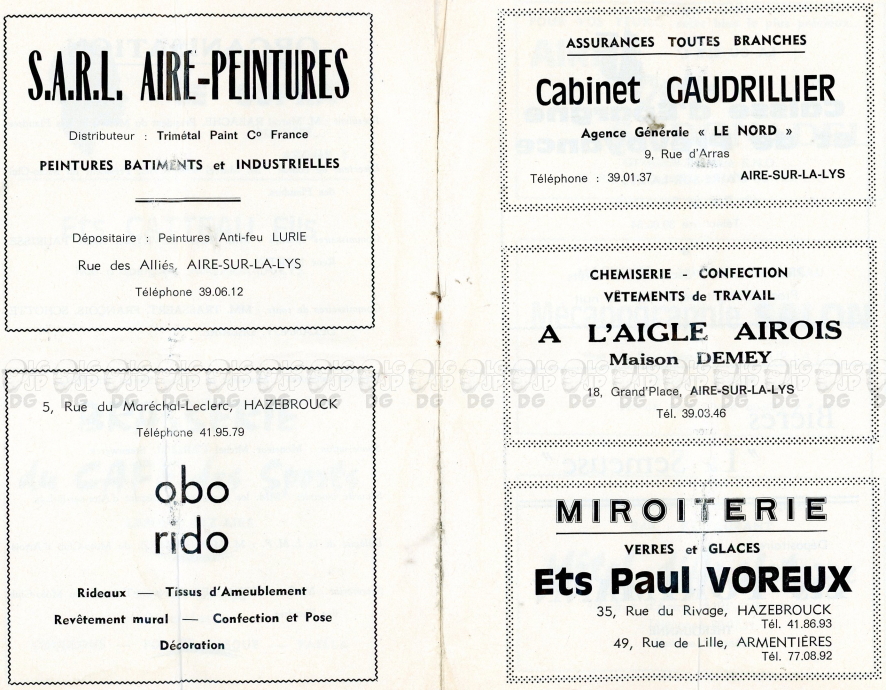 S.A.R.L. AIRE-PEINTURES
Distributeur : Trimétal Paint Cº France
PEINTURES BATIMENTS et INDUSTRIELLES
Dépositaire : Peintures Anti-feu LURIE
Rue des Alliés, AIRE-SUR-LA-LYS
Téléphone 39.06.12
5, Rue du Maréchal-Leclerc, HAZEBROUCK
Téléphone 41.95.79
obo
rido
Rideaux — Tissus d'Ameublement
Revêtement mural — Confection et Pose
Décoration
ASSURANCES TOUTES BRANCHES
Cabinet GAUDRILLIER
Agence Générale « LE NORD »
9, Rue d'Arras
Téléphone : 39.01.37 AIRE-SUR-LA-LYS
CHEMISERIE - CONFECTION
VÊTEMENTS de TRAVAIL
A L'AIGLE AIROIS
Maison DEMEY
18, Grand'Place, AIRE-SUR-LA-LYS
Tél. 39.03.46
MIROITERIE
VERRES et GLACES
Ets Paul VOREUX
35, Rue du Rivage, HAZEBROUCK
Tél. 41.86.93
49, Rue de Lille, ARMENTIÈRES
Tél. 77.08.92